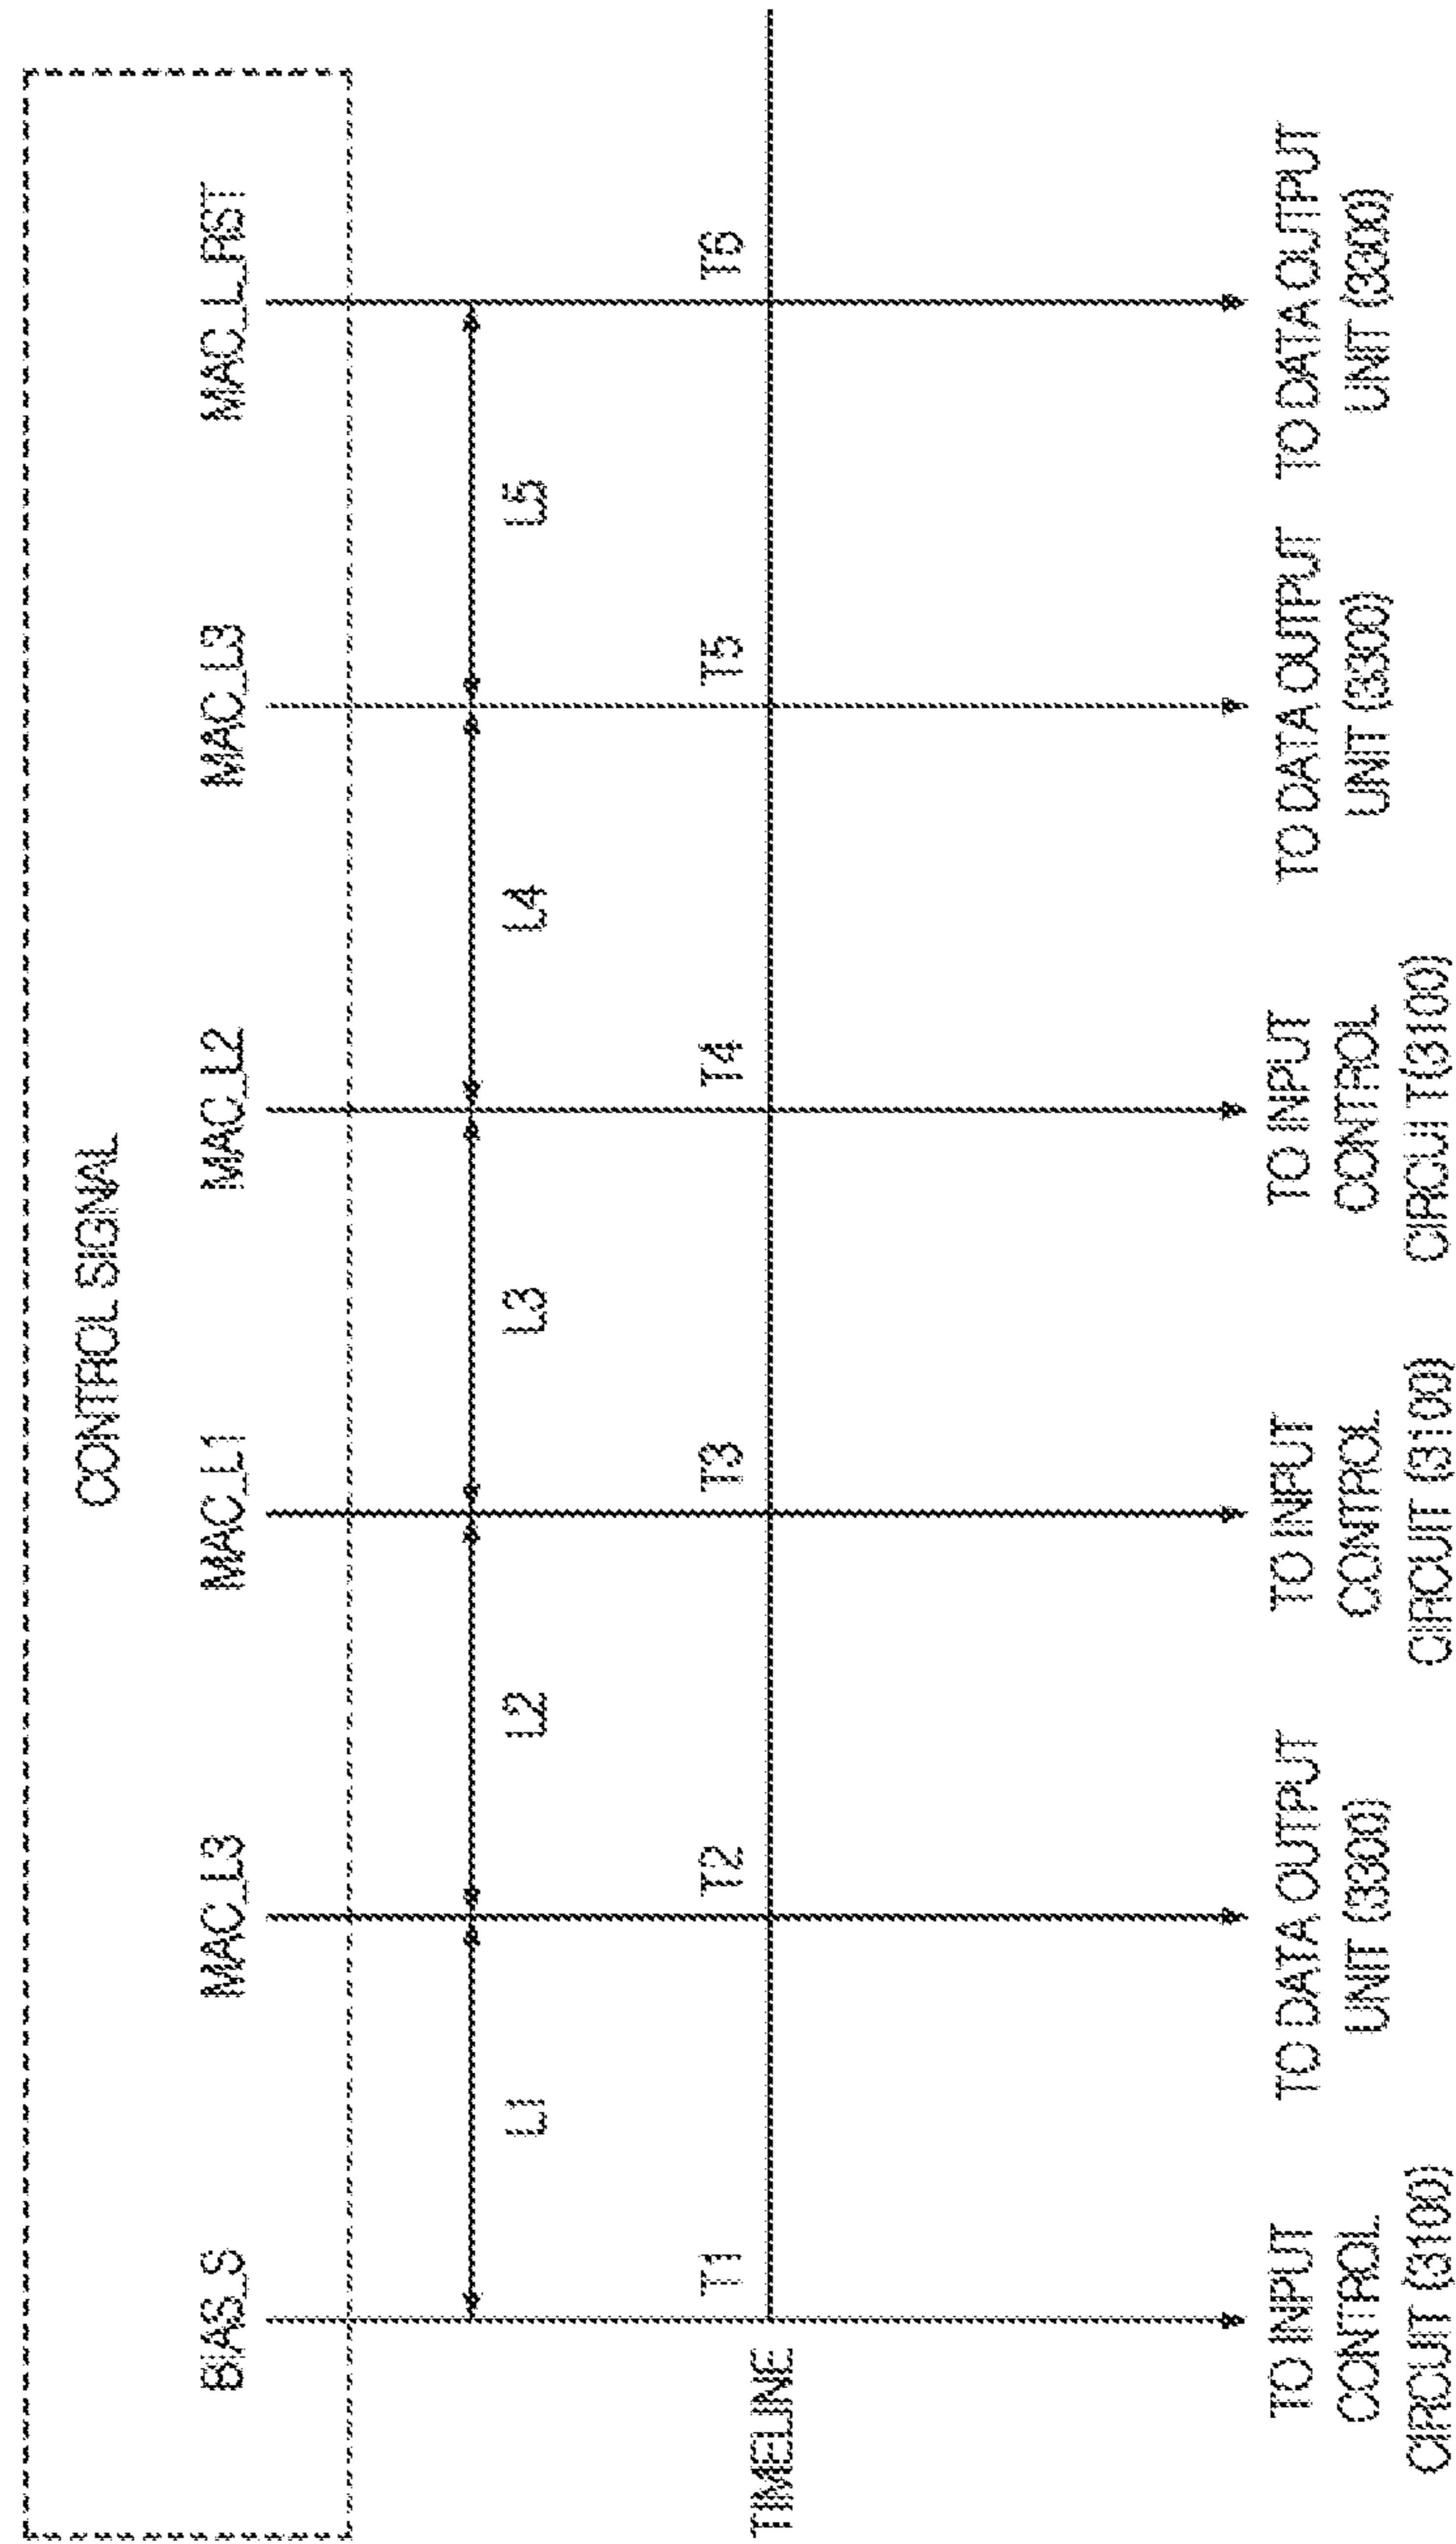 CONTROL SIGNAL
BIAS_S
MAC_L3
MAC_L1
MAC_L2
MAC_L3
MAC_L_RST
L1
L2
L3
L4
L5
TIMELINE
T1
T2
T3
T4
T5
T6
TO INPUT
CONTROL
CIRCUIT (3100)
TO DATA OUTPUT
UNIT (3300)
TO INPUT
CONTROL
CIRCUIT (3100)
TO INPUT
CONTROL
CIRCUI T(3100)
TO DATA OUTPUT
UNIT (3300)
TO DATA OUTPUT
UNIT (3300)